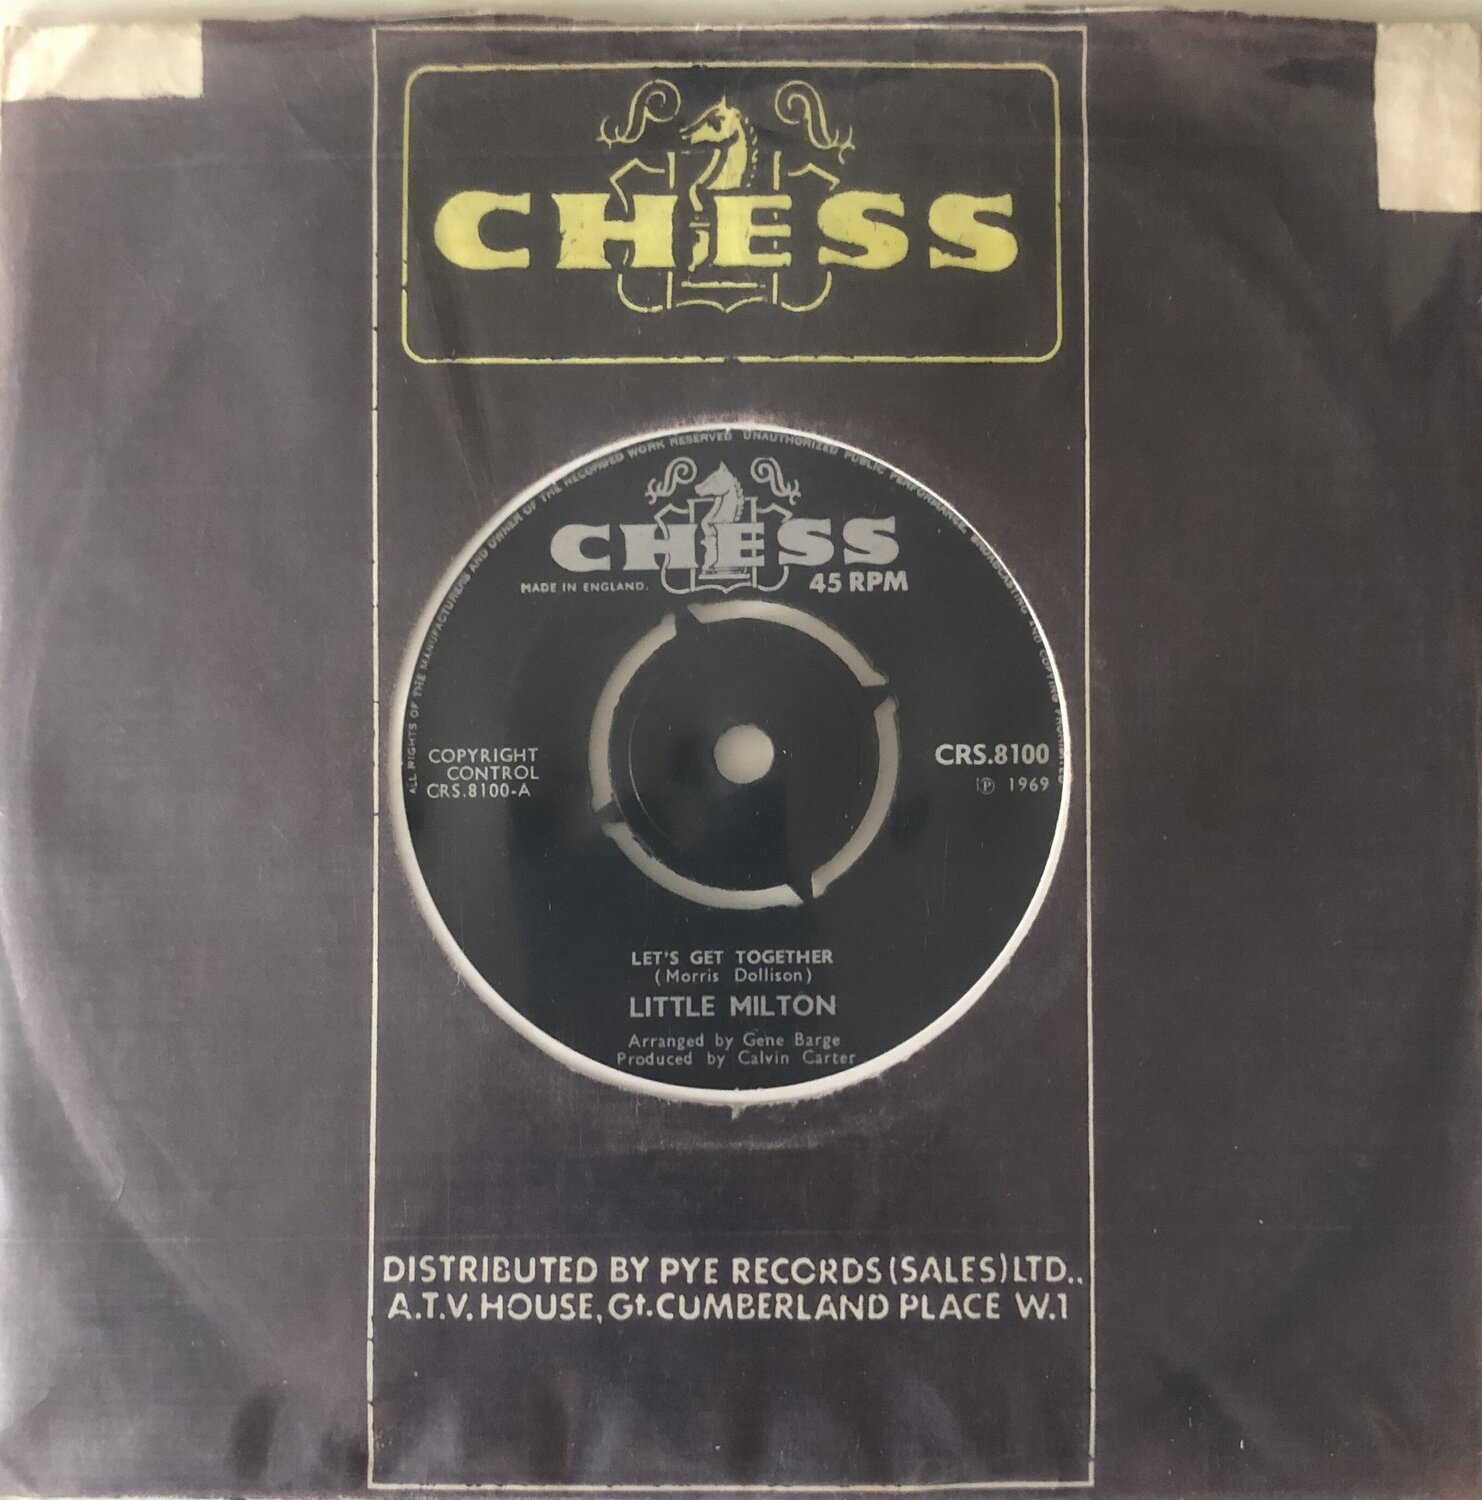 CHESS
ALL RIGHTS OF THE MANUFACTURERS AND OWNER OF THE RECORDED WORK RESERVED UNAUTHORIZED PUBLIC PERFORMANCE, BROADCASTING AND COPYING PROHIBITED
CHESS
MADE IN ENGLAND. 45 RPM
COPYRIGHT
CONTROL
CRS.8100-A
CRS.8100
℗ 1969
LET'S GET TOGETHER
(Morris Dollison)
LITTLE MILTON
Arranged by Gene Barge
Produced by Calvin Carter
DISTRIBUTED BY PYE RECORDS (SALES) LTD..
A.T.V. HOUSE, Gt. CUMBERLAND PLACE W.1